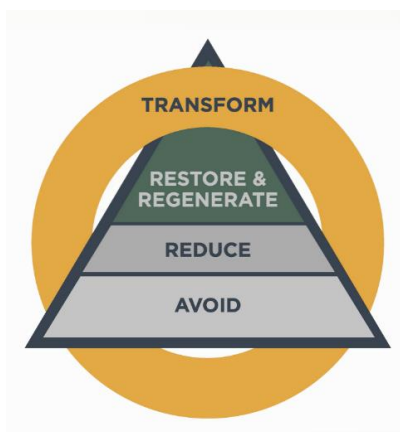 TRANSFORM
RESTORE &
REGENERATE
REDUCE
AVOID